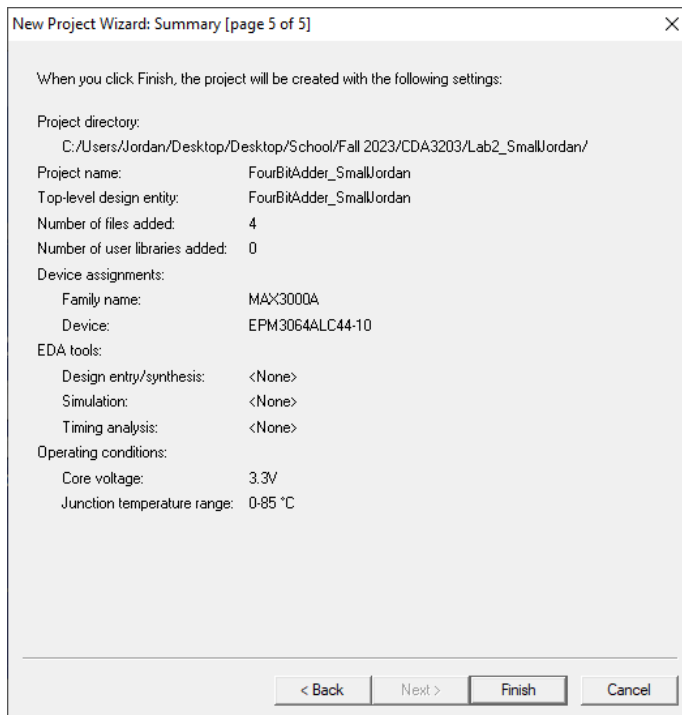 New Project Wizard: Summary [page 5 of 5]
When you click Finish, the project will be created with the following settings:
Project directory:
C:/Users/Jordan/Desktop/Desktop/School/Fall 2023/CDA3203/Lab2_SmallJordan/
Project name: FourBitAdder_SmallJordan
Top-level design entity: FourBitAdder_SmallJordan
Number of files added: 4
Number of user libraries added: 0
Device assignments:
Family name: MAX3000A
Device: EPM3064ALC44-10
EDA tools:
Design entry/synthesis: <None>
Simulation: <None>
Timing analysis: <None>
Operating conditions:
Core voltage: 3.3V
Junction temperature range: 0-85 °C
< Back Next > Finish Cancel